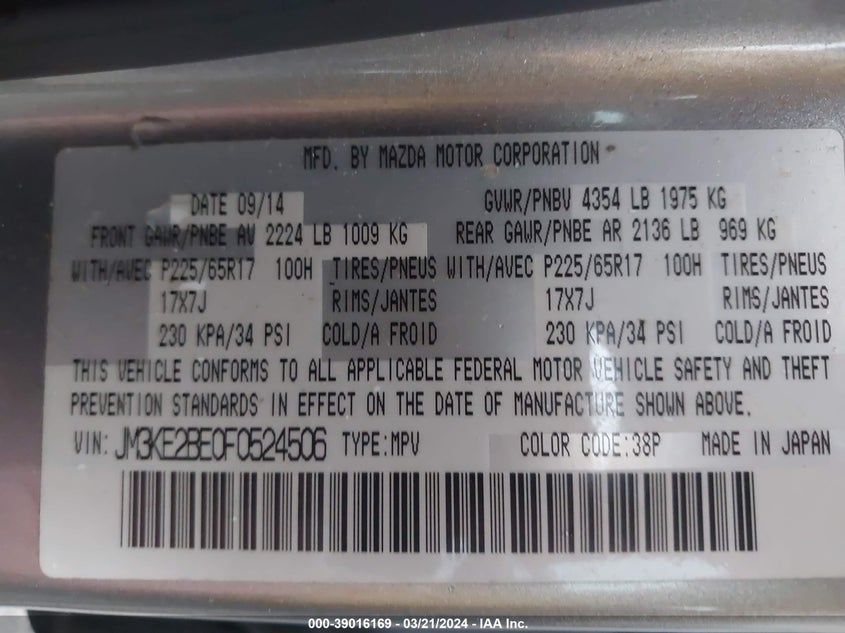 MFD. BY MAZDA MOTOR CORPORATION
DATE 09/14 GVWR/PNBV 4354 LB 1975 KG
FRONT GAWR/PNBE AV 2224 LB 1009 KG REAR GAWR/PNBE AR 2136 LB 969 KG
WITH/AVEC P225/65R17 100H TIRES/PNEUS WITH/AVEC P225/65R17 100H TIRES/PNEUS
17X7J RIMS/JANTES 17X7J RIMS/JANTES
230 KPA/34 PSI COLD/A FROID 230 KPA/34 PSI COLD/A FROID
THIS VEHICLE CONFORMS TO ALL APPLICABLE FEDERAL MOTOR VEHICLE SAFETY AND THEFT
PREVENTION STANDARDS IN EFFECT ON THE DATE OF MANUFACTURE SHOWN ABOVE.
VIN: JM3KE2BE0F0524506 TYPE:MPV COLOR CODE:38P MADE IN JAPAN
000-39016169 — 03/21/2024 — IAA Inc.